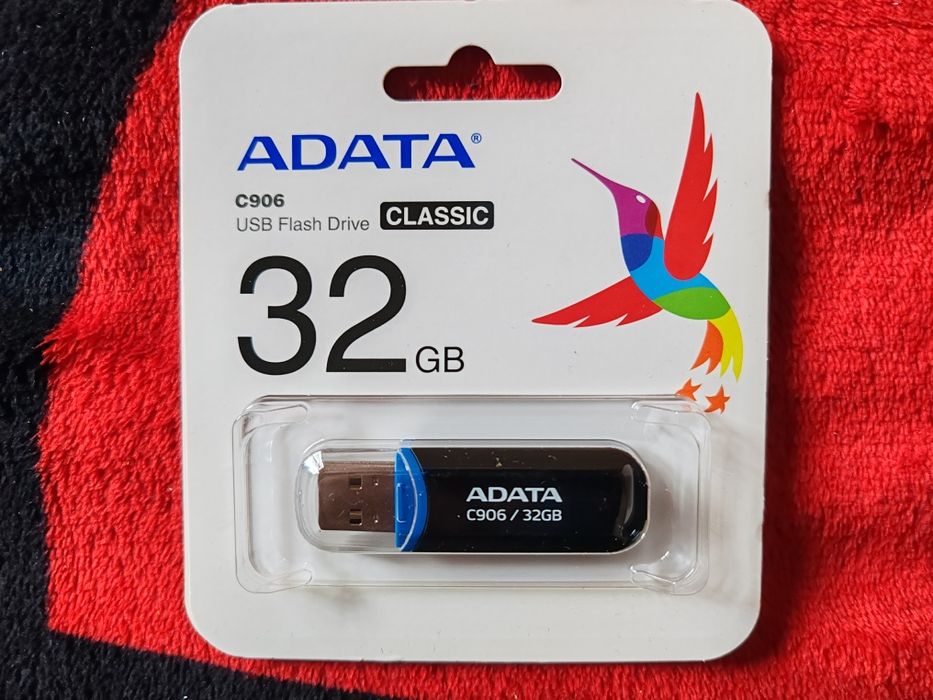 ADATA®
C906
USB Flash Drive CLASSIC
32GB
ADATA
C906 / 32GB